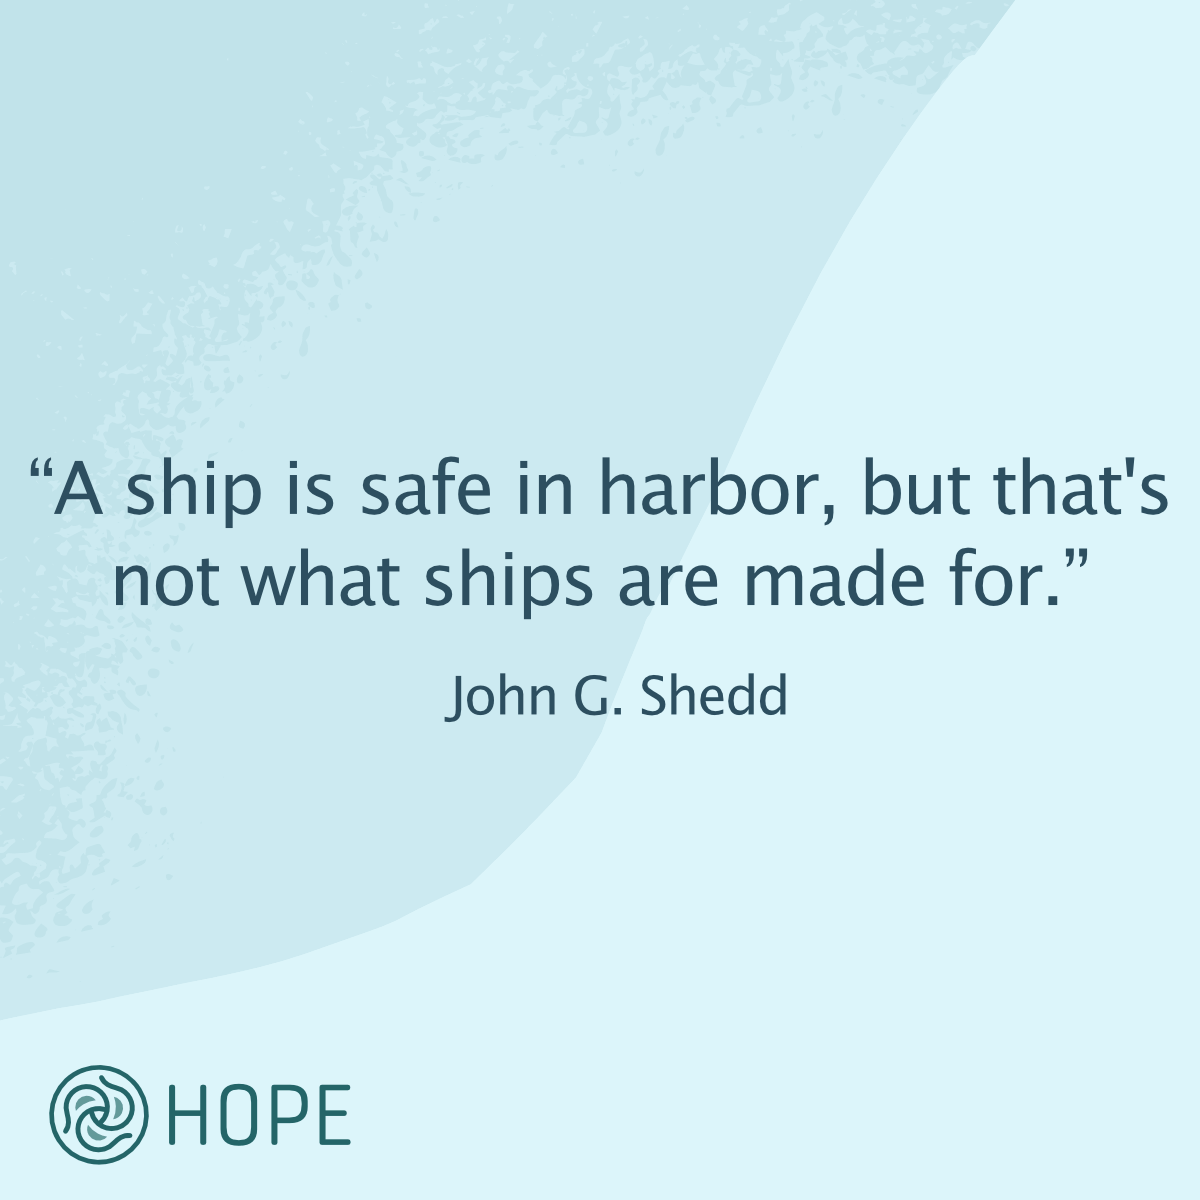 “A ship is safe in harbor, but that's
not what ships are made for.”
John G. Shedd
HOPE